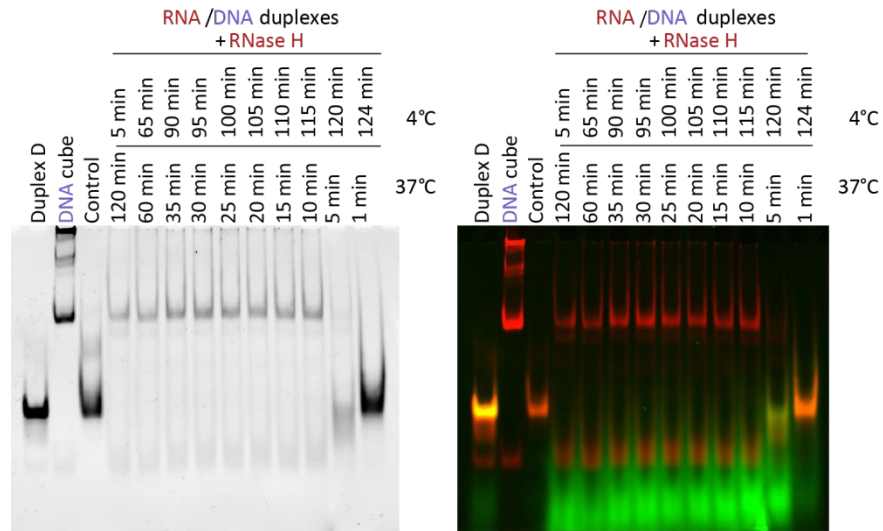 RNA /DNA duplexes
+RNase H
5 min
65 min
90 min
95 min
100 min
105 min
110 min
115 min
120 min
124 min
4°C
Duplex D
DNA cube
Control
120 min
60 min
35 min
30 min
25 min
20 min
15 min
10 min
5 min
1 min
37°C
RNA /DNA duplexes
+RNase H
5 min
65 min
90 min
95 min
100 min
105 min
110 min
115 min
120 min
124 min
4°C
Duplex D
DNA cube
Control
120 min
60 min
35 min
30 min
25 min
20 min
15 min
10 min
5 min
1 min
37°C